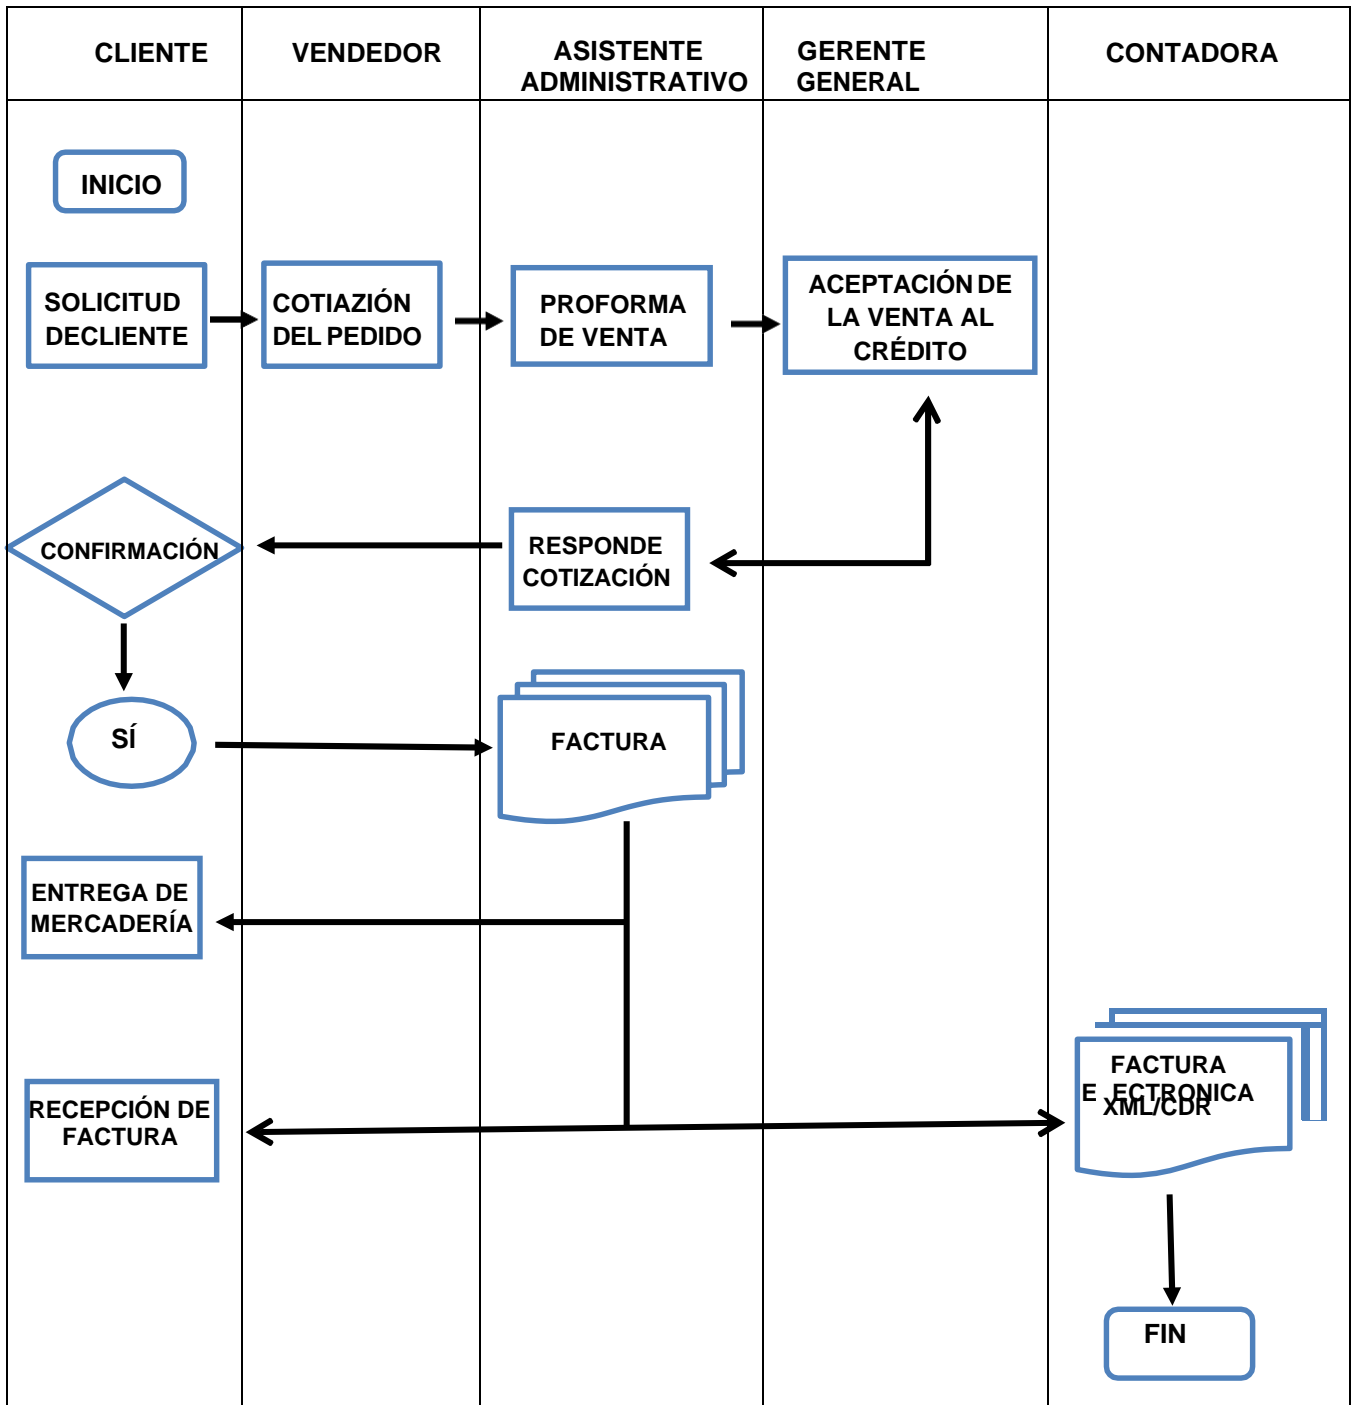 CLIENTE
VENDEDOR
ASISTENTE
ADMINISTRATIVO
GERENTE
GENERAL
CONTADORA
INICIO
SOLICITUD
DECLIENTE
COTIAZIÓN
DEL PEDIDO
PROFORMA
DE VENTA
ACEPTACIÓN DE
LA VENTA AL
CRÉDITO
CONFIRMACIÓN
RESPONDE
COTIZACIÓN
SÍ
FACTURA
ENTREGA DE
MERCADERÍA
RECEPCIÓN DE
FACTURA
FACTURA
E ECTRONICA
XML/CDR
FIN